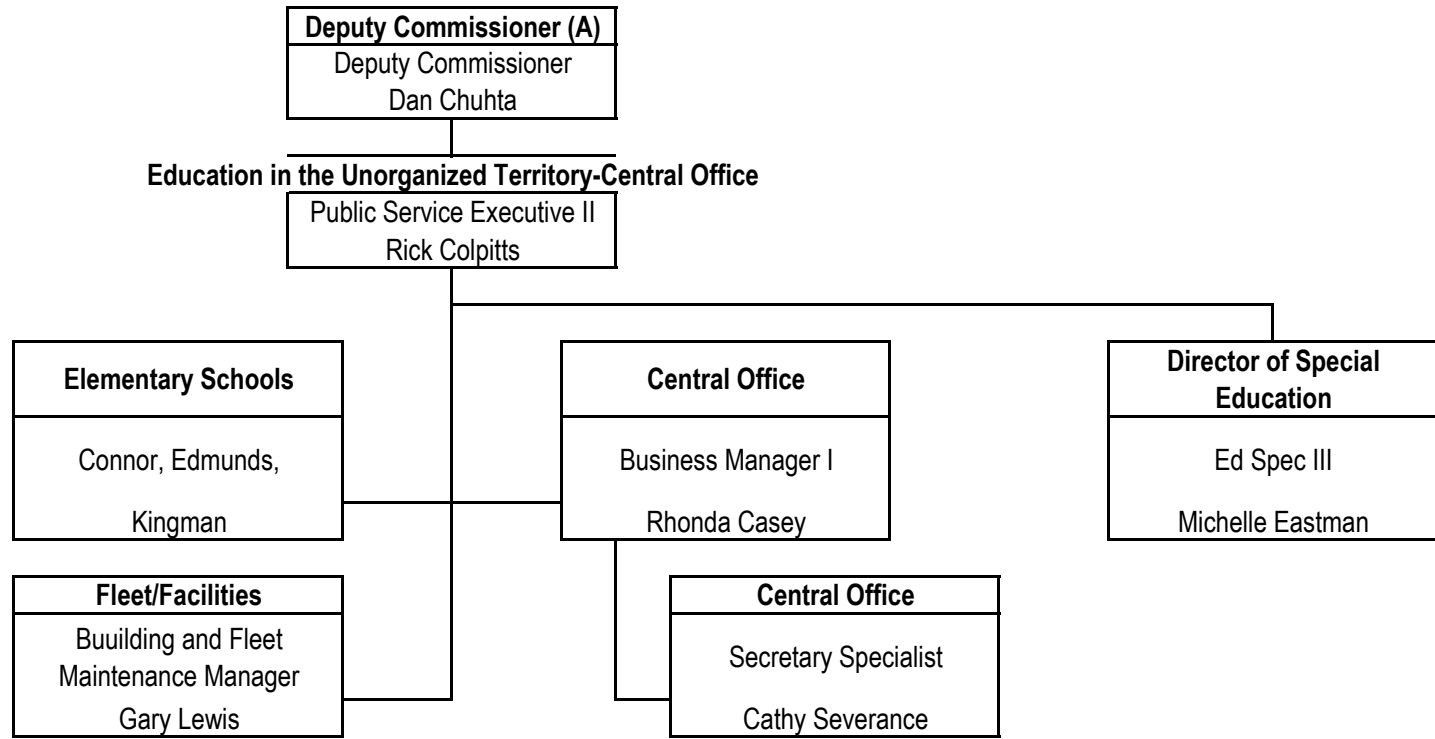 Deputy Commissioner (A)
Deputy Commissioner
Dan Chuhta
Education in the Unorganized Territory-Central Office
Public Service Executive II
Rick Colpitts
Elementary Schools
Connor, Edmunds,
Kingman
Central Office
Business Manager I
Rhonda Casey
Director of Special
Education
Ed Spec III
Michelle Eastman
Fleet/Facilities
Buuilding and Fleet
Maintenance Manager
Gary Lewis
Central Office
Secretary Specialist
Cathy Severance